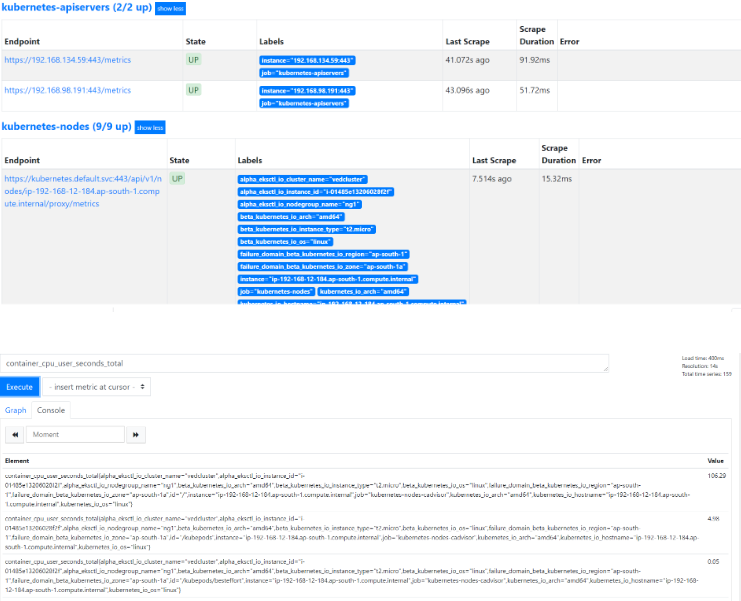 kubernetes-apiservers (2/2 up) show less
Endpoint State Labels Last Scrape Scrape Duration Error
https://192.168.134.59:443/metrics UP instance="192.168.134.59:443" 41.072s ago 91.92ms
job="kubernetes-apiservers"
https://192.168.98.191:443/metrics UP instance="192.168.98.191:443" 43.096s ago 51.72ms
job="kubernetes-apiservers"
kubernetes-nodes (9/9 up) show less
Endpoint State Labels Last Scrape Scrape Duration Error
https://kubernetes.default.svc:443/api/v1/n UP alpha_eksctl_io_cluster_name="vedcluster" 7.514s ago 15.32ms
odes/ip-192-168-12-184.ap-south-1.comp alpha_eksctl_io_instance_id="i-01485e13206028f2f"
ute.internal/proxy/metrics alpha_eksctl_io_nodegroup_name="ng1"
beta_kubernetes_io_arch="amd64"
beta_kubernetes_io_instance_type="t2.micro"
beta_kubernetes_io_os="linux"
failure_domain_beta_kubernetes_io_region="ap-south-1"
failure_domain_beta_kubernetes_io_zone="ap-south-1a"
instance="ip-192-168-12-184.ap-south-1.compute.internal"
job="kubernetes-nodes" kubernetes_io_arch="amd64"
kubernetes_io_hostname="ip-192-168-12-184.ap-south-1.compute.internal"
container_cpu_user_seconds_total
Load time: 400ms
Resolution: 14s
Total time series: 159
Execute - insert metric at cursor -
Graph Console
Moment
Element Value
container_cpu_user_seconds_total{alpha_eksctl_io_cluster_name="vedcluster",alpha_eksctl_io_instance_id="i- 106.29
01485e13206028f2f",alpha_eksctl_io_nodegroup_name="ng1",beta_kubernetes_io_arch="amd64",beta_kubernetes_io_instance_type="t2.micro",beta_kubernetes_io_os="linux",failure_domain_beta_kubernetes_io_region="ap-south-
1",failure_domain_beta_kubernetes_io_zone="ap-south-1a",id="/",instance="ip-192-168-12-184.ap-south-1.compute.internal",job="kubernetes-nodes-cadvisor",kubernetes_io_arch="amd64",kubernetes_io_hostname="ip-192-168-12-184.ap-south-
1.compute.internal",kubernetes_io_os="linux"}
container_cpu_user_seconds_total{alpha_eksctl_io_cluster_name="vedcluster",alpha_eksctl_io_instance_id="i- 4.98
01485e13206028f2f",alpha_eksctl_io_nodegroup_name="ng1",beta_kubernetes_io_arch="amd64",beta_kubernetes_io_instance_type="t2.micro",beta_kubernetes_io_os="linux",failure_domain_beta_kubernetes_io_region="ap-south-
1",failure_domain_beta_kubernetes_io_zone="ap-south-1a",id="/kubepods",instance="ip-192-168-12-184.ap-south-1.compute.internal",job="kubernetes-nodes-cadvisor",kubernetes_io_arch="amd64",kubernetes_io_hostname="ip-192-168-12-184.ap-
south-1.compute.internal",kubernetes_io_os="linux"}
container_cpu_user_seconds_total{alpha_eksctl_io_cluster_name="vedcluster",alpha_eksctl_io_instance_id="i- 0.05
01485e13206028f2f",alpha_eksctl_io_nodegroup_name="ng1",beta_kubernetes_io_arch="amd64",beta_kubernetes_io_instance_type="t2.micro",beta_kubernetes_io_os="linux",failure_domain_beta_kubernetes_io_region="ap-south-
1",failure_domain_beta_kubernetes_io_zone="ap-south-1a",id="/kubepods/besteffort",instance="ip-192-168-12-184.ap-south-1.compute.internal",job="kubernetes-nodes-cadvisor",kubernetes_io_arch="amd64",kubernetes_io_hostname="ip-192-168-
12-184.ap-south-1.compute.internal",kubernetes_io_os="linux"}